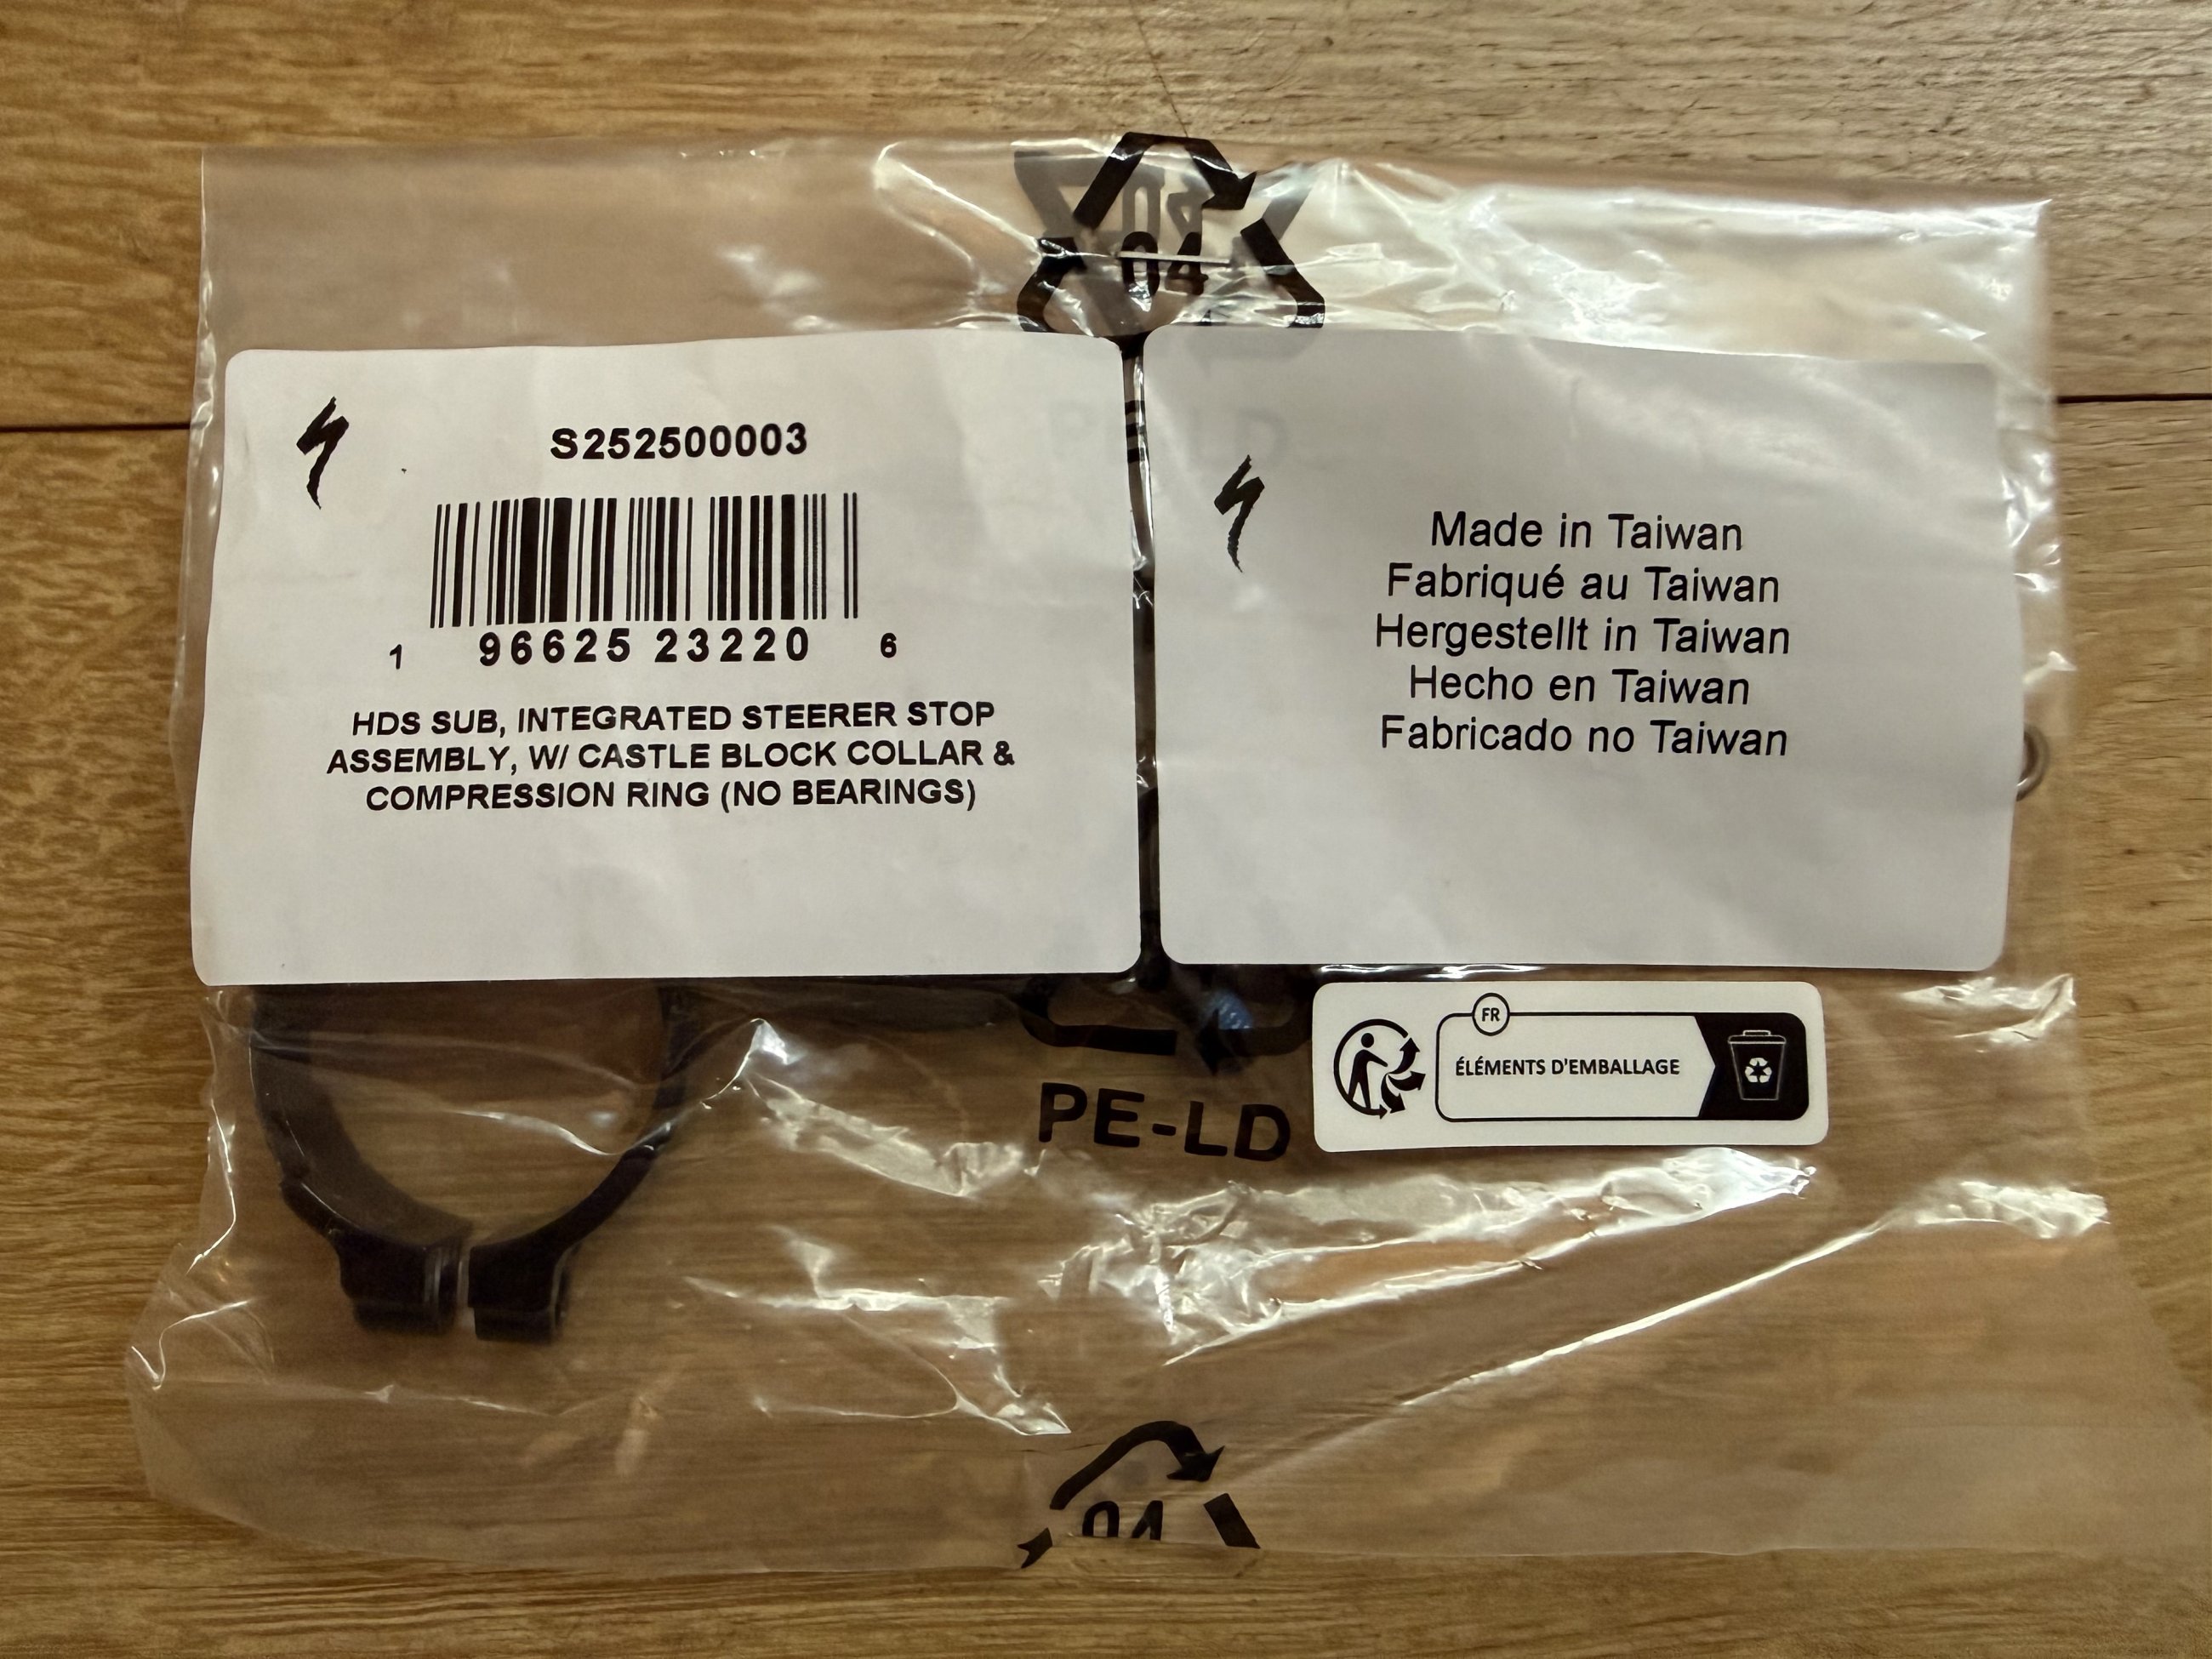 04
S252500003
1 96625 23220 6
HDS SUB, INTEGRATED STEERER STOP
ASSEMBLY, W/ CASTLE BLOCK COLLAR &
COMPRESSION RING (NO BEARINGS)
Made in Taiwan
Fabriqué au Taiwan
Hergestellt in Taiwan
Hecho en Taiwan
Fabricado no Taiwan
FR
ÉLÉMENTS D'EMBALLAGE
PE-LD
04